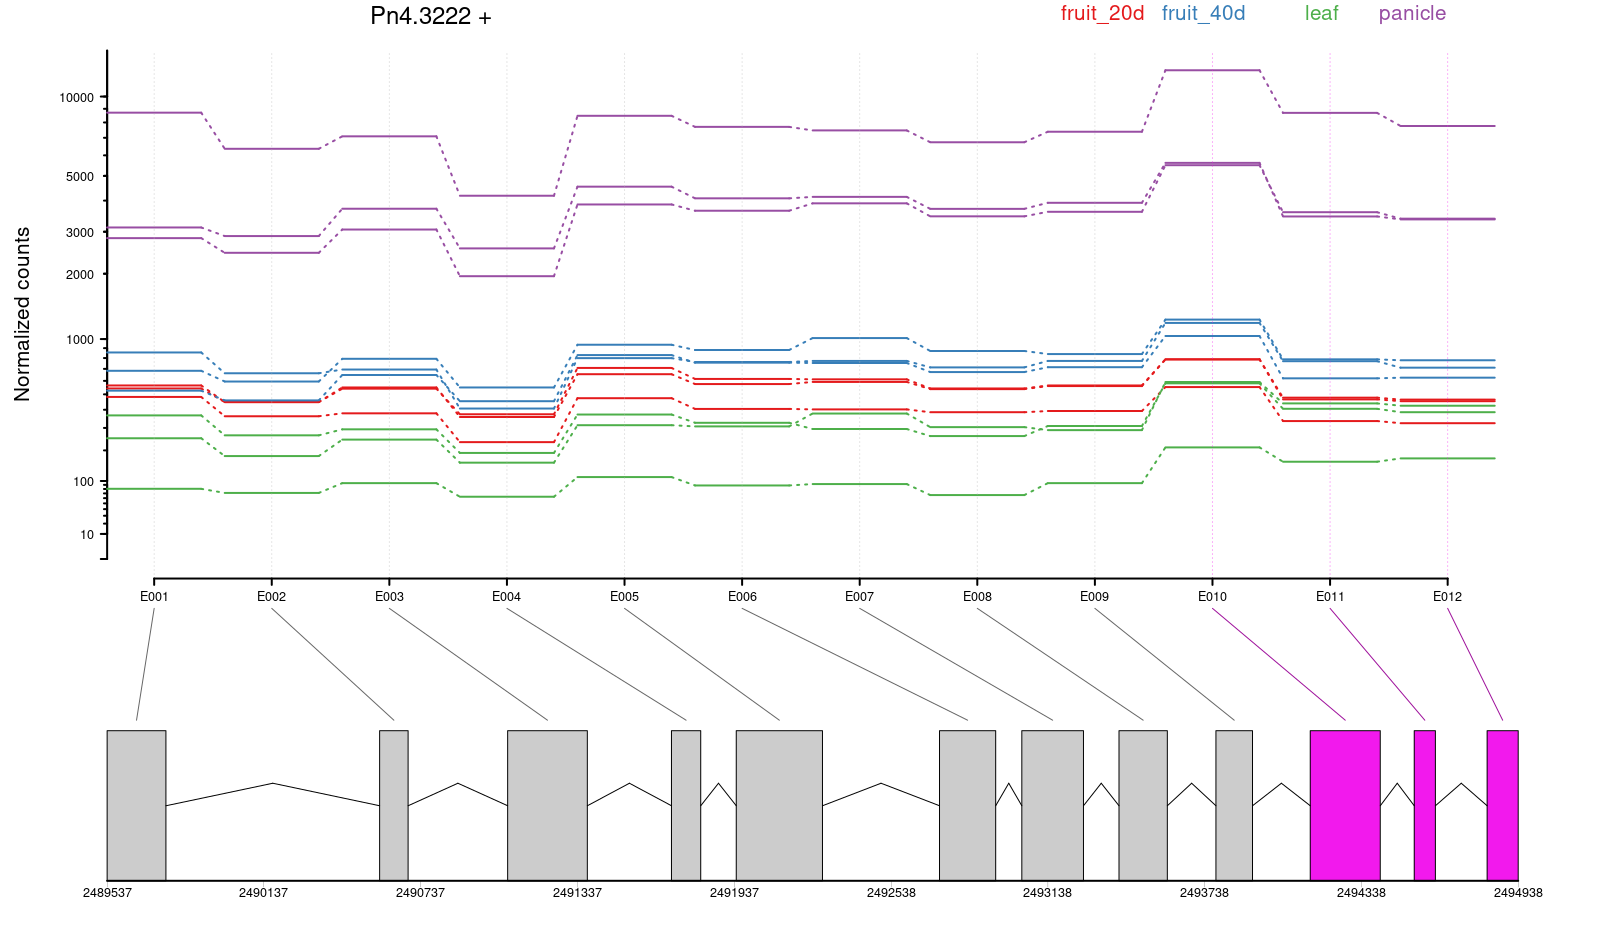 Pn4.3222 +
fruit_20d fruit_40d leaf panicle
Normalized counts
10000
5000
3000
2000
1000
100
10
E001 E002 E003 E004 E005 E006 E007 E008 E009 E010 E011 E012
2489537 2490137 2490737 2491337 2491937 2492538 2493138 2493738 2494338 2494938